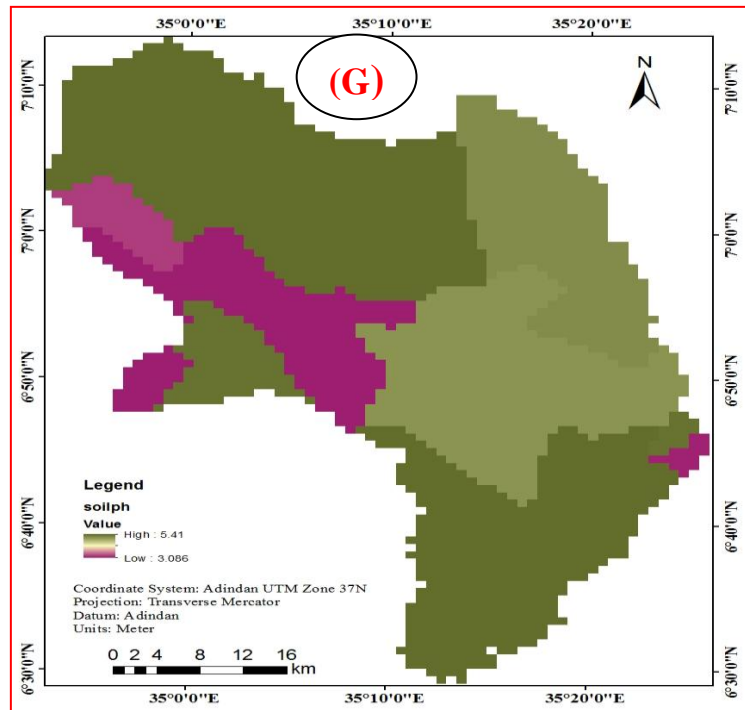 35°0'0"E 35°10'0"E 35°20'0"E
(G)
N
7°10'0"N 7°10'0"N
7°0'0"N 7°0'0"N
6°50'0"N 6°50'0"N
6°40'0"N 6°40'0"N
6°30'0"N 6°30'0"N
Legend
soilph
Value
High : 5.41
Low : 3.086
Coordinate System: Adindan UTM Zone 37N
Projection: Transverse Mercator
Datum: Adindan
Units: Meter
0 2 4 8 12 16
km
35°0'0"E 35°10'0"E 35°20'0"E